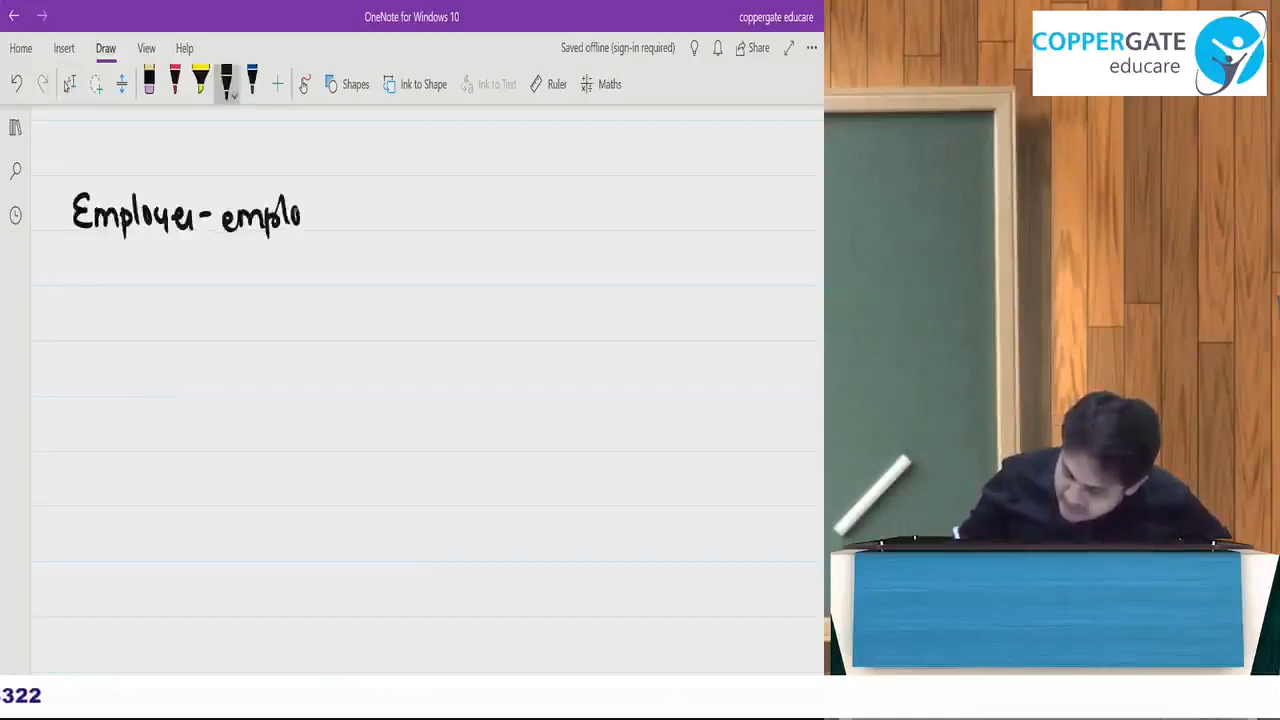 OneNote for Windows 10
coppergate educare
Home Insert Draw View Help
Saved offline (sign-in required) Share
Shapes Ink to Shape Ink to Text Ruler Maths
COPPERGATE
educare
Employer- emplo
322